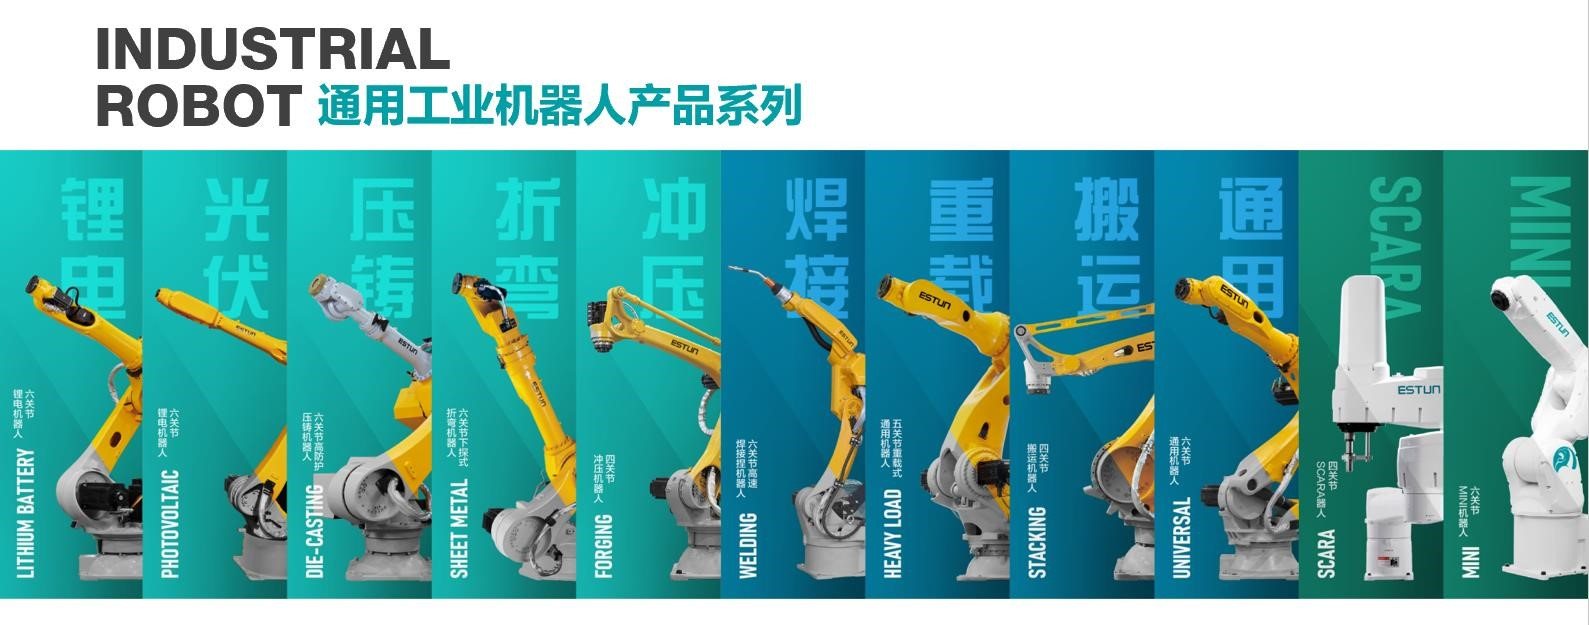 INDUSTRIAL
ROBOT 通用工业机器人产品系列
锂电
六关节
锂电机器人
LITHIUM BATTERY
光伏
ESTUN
六关节
锂电机器人
PHOTOVOLTAIC
压铸
ESTUN
六关节高防护
压铸机器人
DIE-CASTING
折弯
ESTUN
六关节下探式
折弯机器人
SHEET METAL
冲压
ESTUN
四关节
冲压机器人
FORGING
焊接
ESTUN
六关节高速
焊接捏机器人
WELDING
重载
ESTUN
五关节重载式
通用机器人
HEAVY LOAD
搬运
EST
四关节
搬运机器人
STACKING
通用
ESTUN
六关节
通用机器人
UNIVERSAL
SCARA
ESTUN
四关节
SCARA器人
SCARA
MINI
ESTUN
六关节
MINI机器人
MINI